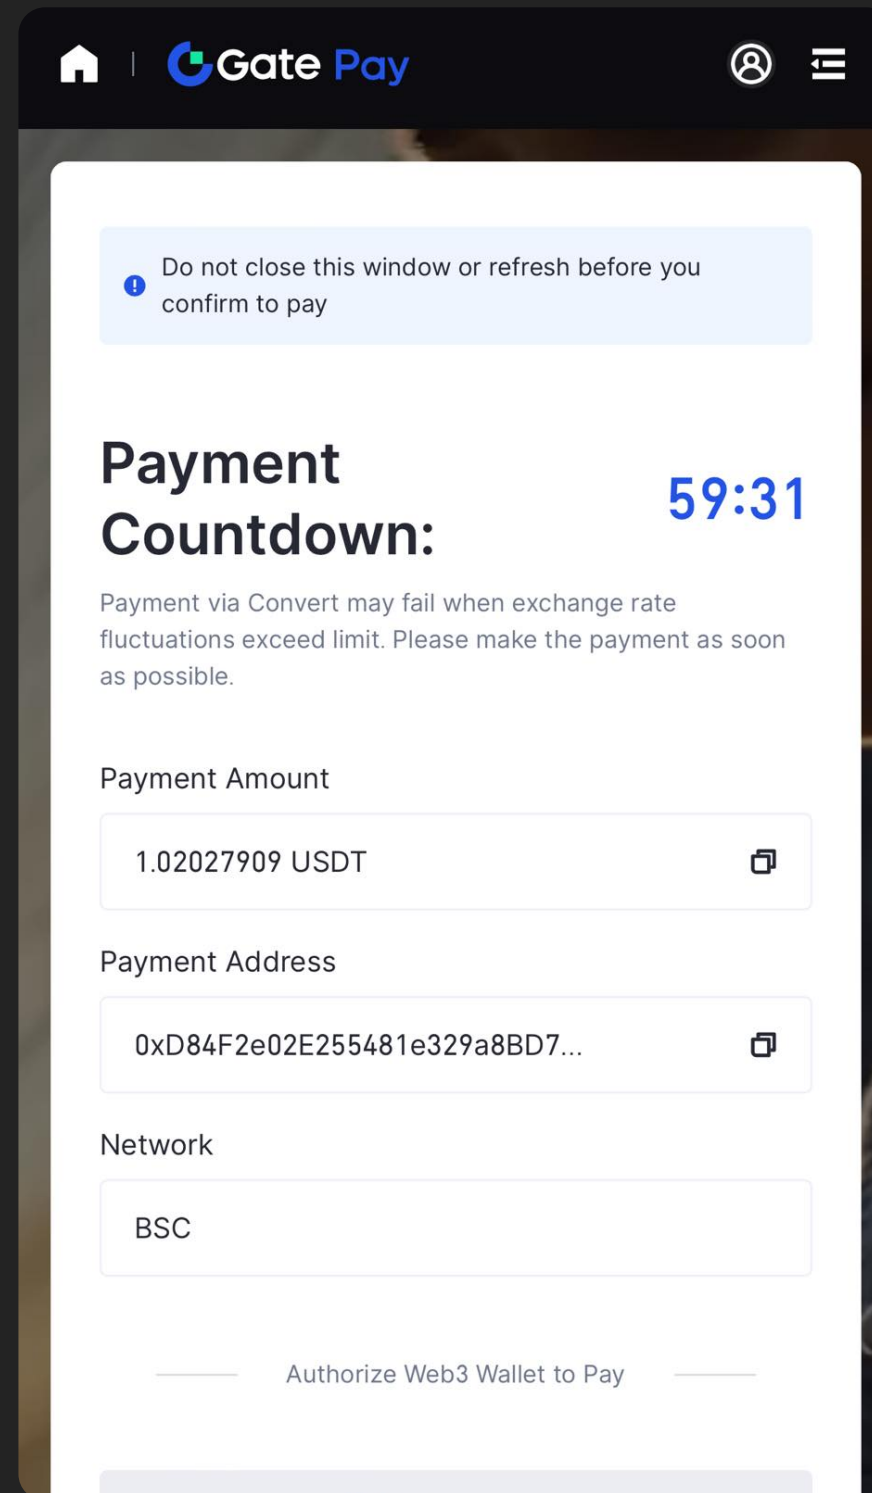 Gate Pay
Do not close this window or refresh before you
confirm to pay
Payment
Countdown:
59:31
Payment via Convert may fail when exchange rate
fluctuations exceed limit. Please make the payment as soon
as possible.
Payment Amount
1.02027909 USDT
Payment Address
0xD84F2e02E255481e329a8BD7...
Network
BSC
Authorize Web3 Wallet to Pay